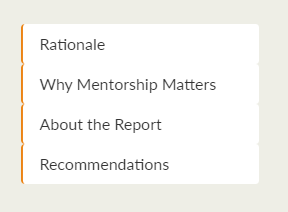 Rationale
Why Mentorship Matters
About the Report
Recommendations